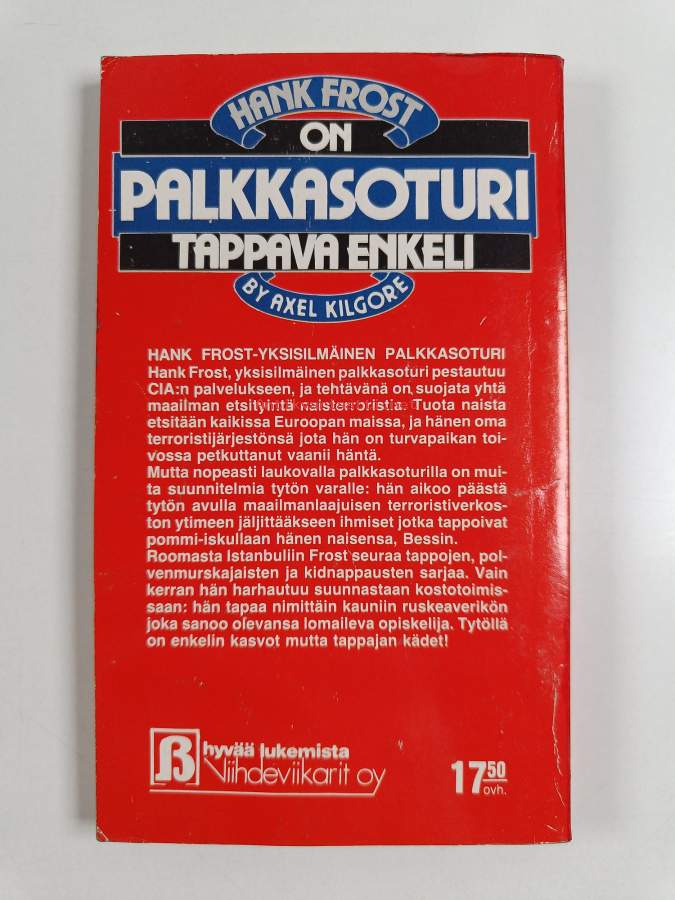 HANK FROST
ON
PALKKASOTURI
TAPPAVA ENKELI
BY AXEL KILGORE
HANK FROST-YKSISILMÄINEN PALKKASOTURI
Hank Frost, yksisilmäinen palkkasoturi pestautuu
CIA:n palvelukseen, ja tehtävänä on suojata yhtä
maailman etsityintä naisterroristia. Tuota naista
etsitään kaikissa Euroopan maissa, ja hänen oma
terroristijärjestönsä jota hän on turvapaikan toi-
vossa petkuttanut vaanii häntä.
Mutta nopeasti laukovalla palkkasoturilla on mui-
ta suunnitelmia tytön varalle: hän aikoo päästä
tytön avulla maailmanlaajuisen terroristiverkos-
ton ytimeen jäljittääkseen ihmiset jotka tappoivat
pommi-iskullaan hänen naisensa, Bessin.
Roomasta Istanbuliin Frost seuraa tappojen, pol-
venmurskajaisten ja kidnappausten sarjaa. Vain
kerran hän harhautuu suunnastaan kostotoimis-
saan: hän tapaa nimittäin kauniin ruskeaverikön
joka sanoo olevansa lomaileva opiskelija. Tytöllä
on enkelin kasvot mutta tappajan kädet!
hyvää lukemista
Viihdeviikarit oy
17 50
ovh.